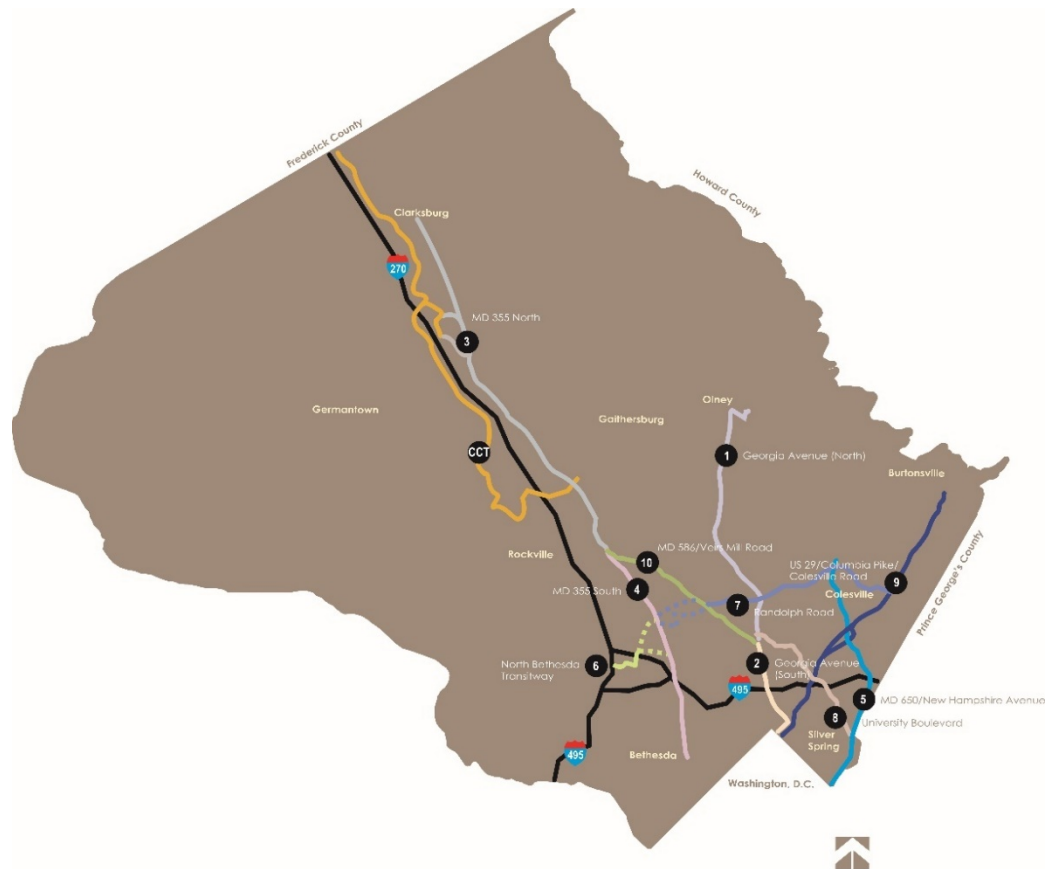 Frederick County
Howard County
Clarksburg
270
MD 355 North
3
Germantown
Gaithersburg
Olney
CCT
1
Georgia Avenue (North)
Burtonsville
Rockville
MD 586/Veirs Mill Road
10
US 29/Columbia Pike/
Colesville Road
9
MD 355 South
4
Colesville
7
Randolph Road
Prince George's County
North Bethesda
Transitway
6
2
Georgia Avenue
(South)
495
5
MD 650/New Hampshire Avenue
8
University Boulevard
Silver
Spring
495
Bethesda
Washington, D.C.